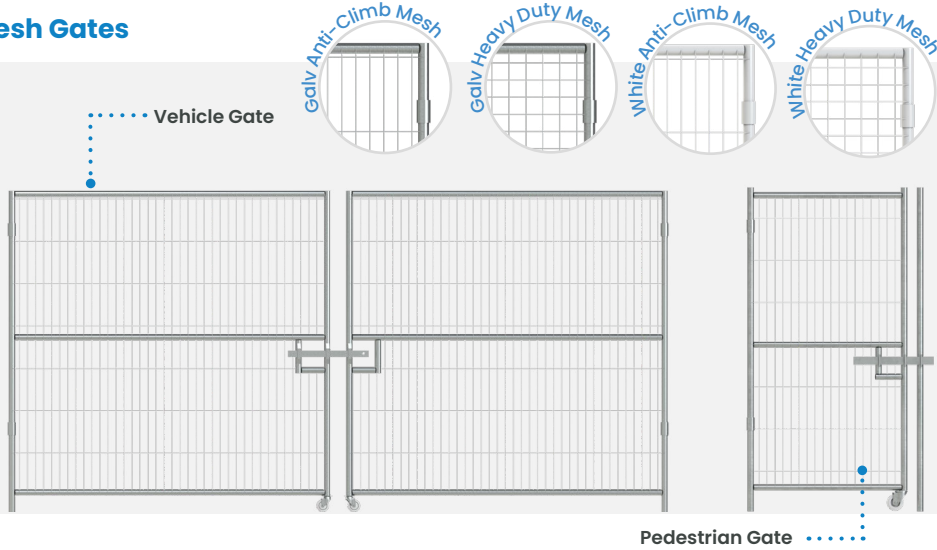 esh Gates
Galv Anti-Climb Mesh
Galv Heavy Duty Mesh
White Anti-Climb Mesh
White Heavy Duty Mesh
Vehicle Gate
Pedestrian Gate